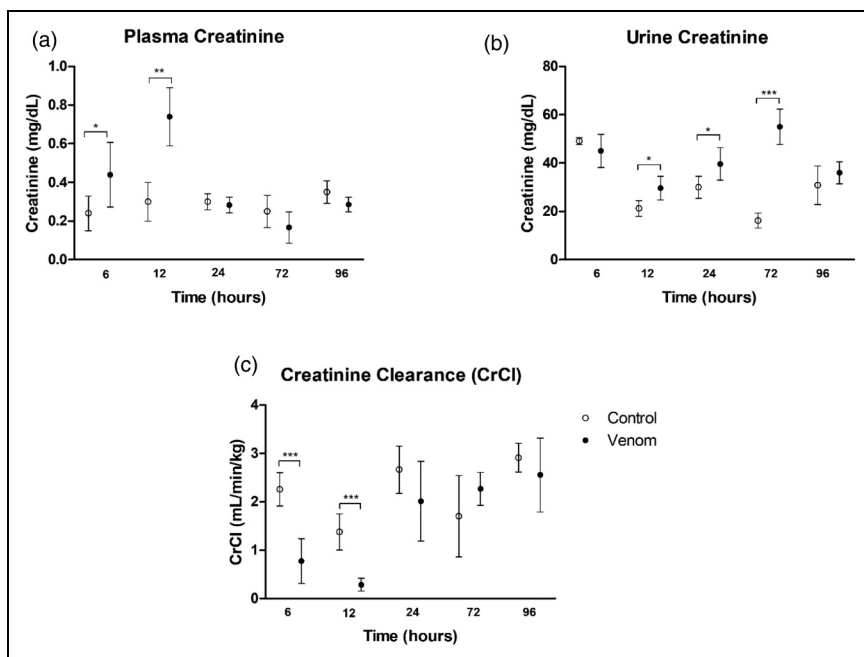 (a)
Plasma Creatinine
Creatinine (mg/dL)
1.0
0.8
0.6
0.4
0.2
0.0
*
**
6 12 24 72 96
Time (hours)
(b)
Urine Creatinine
Creatinine (mg/dL)
80
60
40
20
0
*
*
***
6 12 24 72 96
Time (hours)
(c)
Creatinine Clearance (CrCl)
CrCl (mL/min/kg)
4
3
2
1
0
***
***
6 12 24 72 96
Time (hours)
Control
Venom